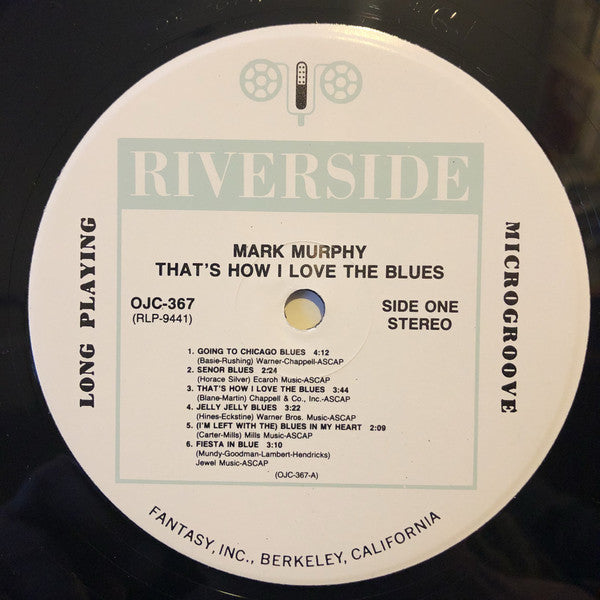 RIVERSIDE
LONG PLAYING
MICROGROOVE
MARK MURPHY
THAT'S HOW I LOVE THE BLUES
OJC-367
(RLP-9441)
SIDE ONE
STEREO
1. GOING TO CHICAGO BLUES 4:12
(Basie-Rushing) Warner-Chappell-ASCAP
2. SENOR BLUES 2:24
(Horace Silver) Ecaroh Music-ASCAP
3. THAT'S HOW I LOVE THE BLUES 3:44
(Blane-Martin) Chappell & Co., Inc.-ASCAP
4. JELLY JELLY BLUES 3:22
(Hines-Eckstine) Warner Bros. Music-ASCAP
5. (I'M LEFT WITH THE) BLUES IN MY HEART 2:09
(Carter-Mills) Mills Music-ASCAP
6. FIESTA IN BLUE 3:10
(Mundy-Goodman-Lambert-Hendricks)
Jewel Music-ASCAP
(OJC-367-A)
FANTASY, INC., BERKELEY, CALIFORNIA